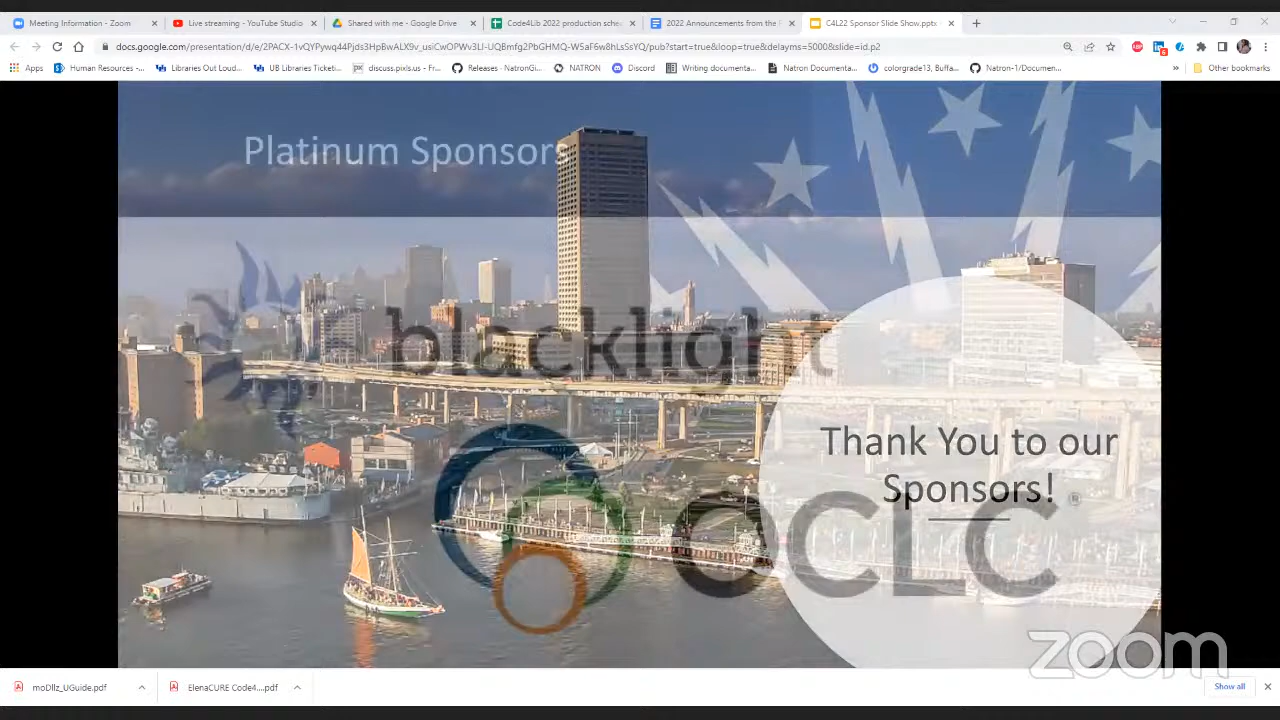 Meeting Information - Zoom
Live streaming - YouTube Studio
Shared with me - Google Drive
Code4Lib 2022 production sche
2022 Announcements from the P
C4L22 Sponsor Slide Show.pptx
docs.google.com/presentation/d/e/2PACX-1vQYPywq44Pjds3HpBwALX9v_usiCwOPWv3LI-UQBmfg2PbGHMQ-W5aF6w8hLsSsYQ/pub?start=true&loop=true&delayms=5000&slide=id.p2
Apps
Human Resources -...
Libraries Out Loud...
UB Libraries Ticketi...
discuss.pixls.us - Fr...
Releases · NatronGi...
NATRON
Discord
Writing documenta...
Natron Documenta...
colorgrade13, Buffa...
Natron-1/Documen...
»
Other bookmarks
Platinum Sponsors
blacklight
Thank You to our
Sponsors!
OCLC
zoom
moDllz_UGuide.pdf
ElenaCURE Code4....pdf
Show all